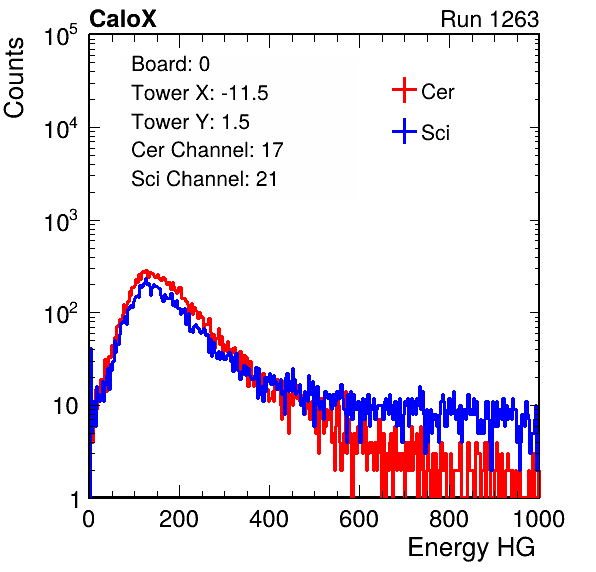 CaloX Run 1263
Counts
10^5
10^4
10^3
10^2
10
1
Board: 0
Tower X: -11.5
Tower Y: 1.5
Cer Channel: 17
Sci Channel: 21
Cer
Sci
0 200 400 600 800 1000
Energy HG